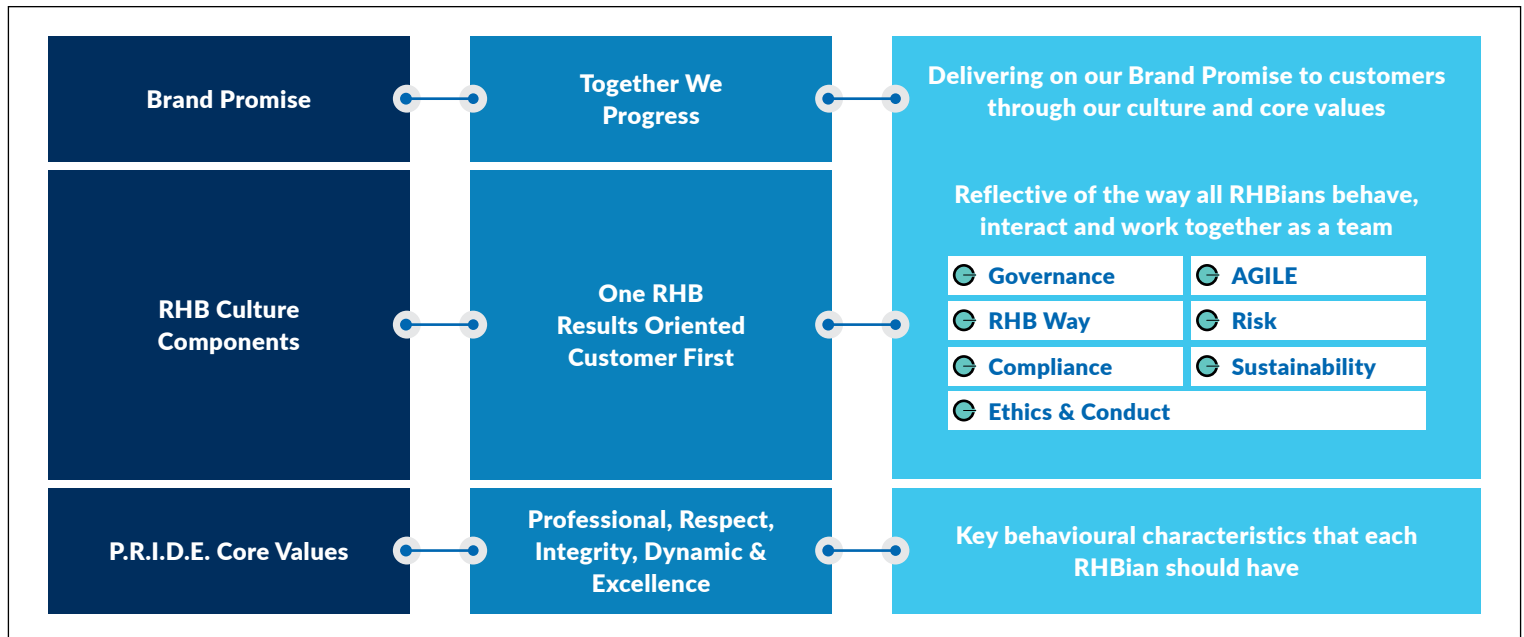 Brand Promise
Together We
Progress
Delivering on our Brand Promise to customers
through our culture and core values
RHB Culture
Components
One RHB
Results Oriented
Customer First
Reflective of the way all RHBians behave,
interact and work together as a team
Governance
AGILE
RHB Way
Risk
Compliance
Sustainability
Ethics & Conduct
P.R.I.D.E. Core Values
Professional, Respect,
Integrity, Dynamic &
Excellence
Key behavioural characteristics that each
RHBian should have